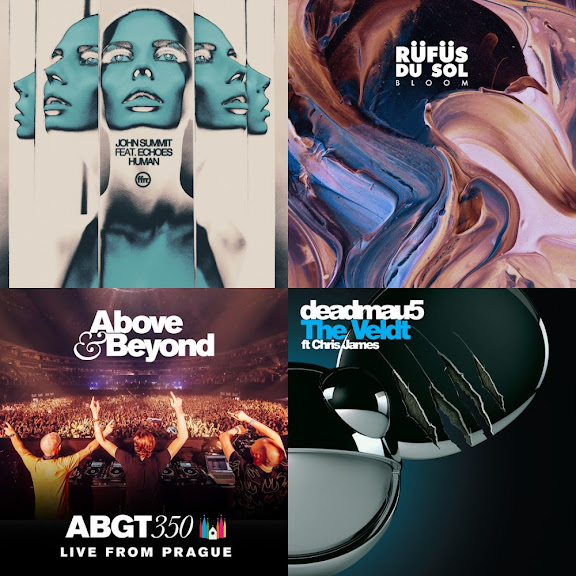 JOHN SUMMIT
FEAT. ECHOES
HUMAN
ffrr
RÜFÜS
DU SOL
BLOOM
Above
& Beyond
ABGT350
LIVE FROM PRAGUE
deadmau5
The Veldt
ft Chris James